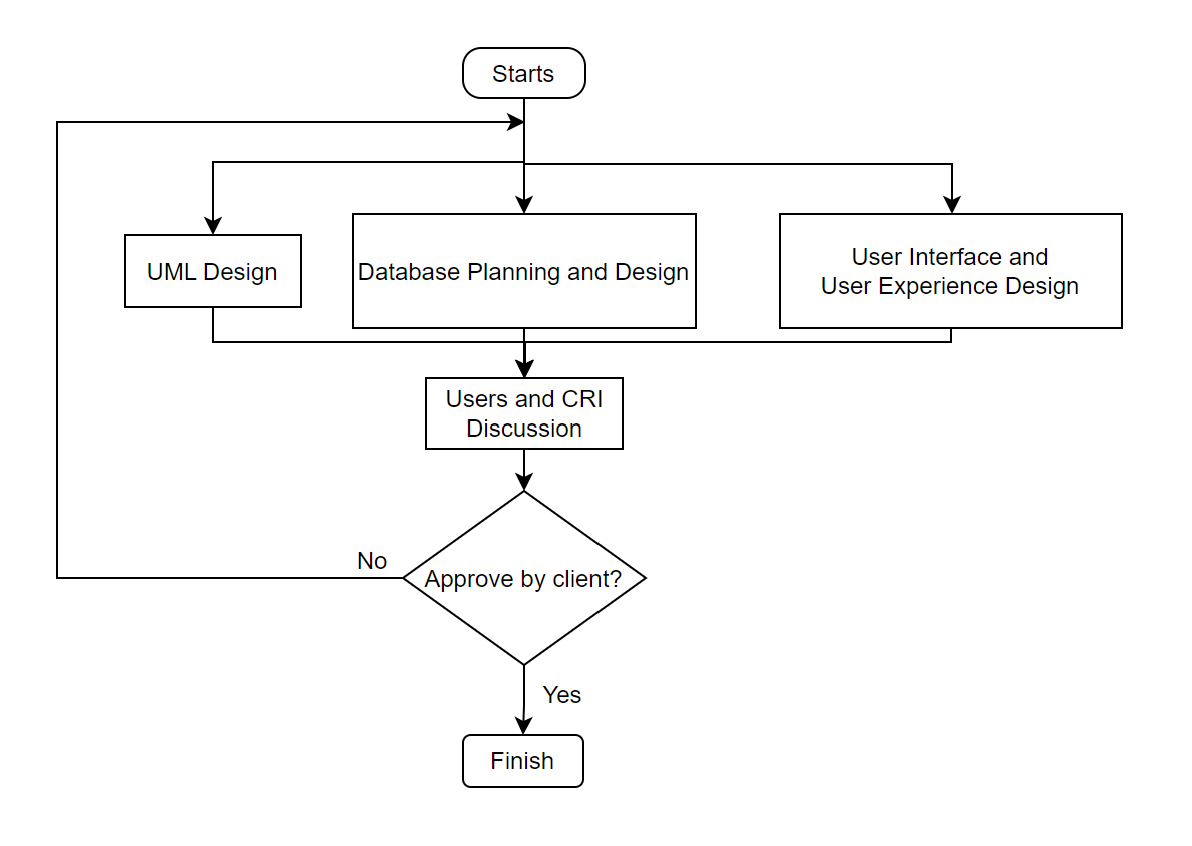 Starts
UML Design
Database Planning and Design
User Interface and
User Experience Design
Users and CRI
Discussion
No
Approve by client?
Yes
Finish